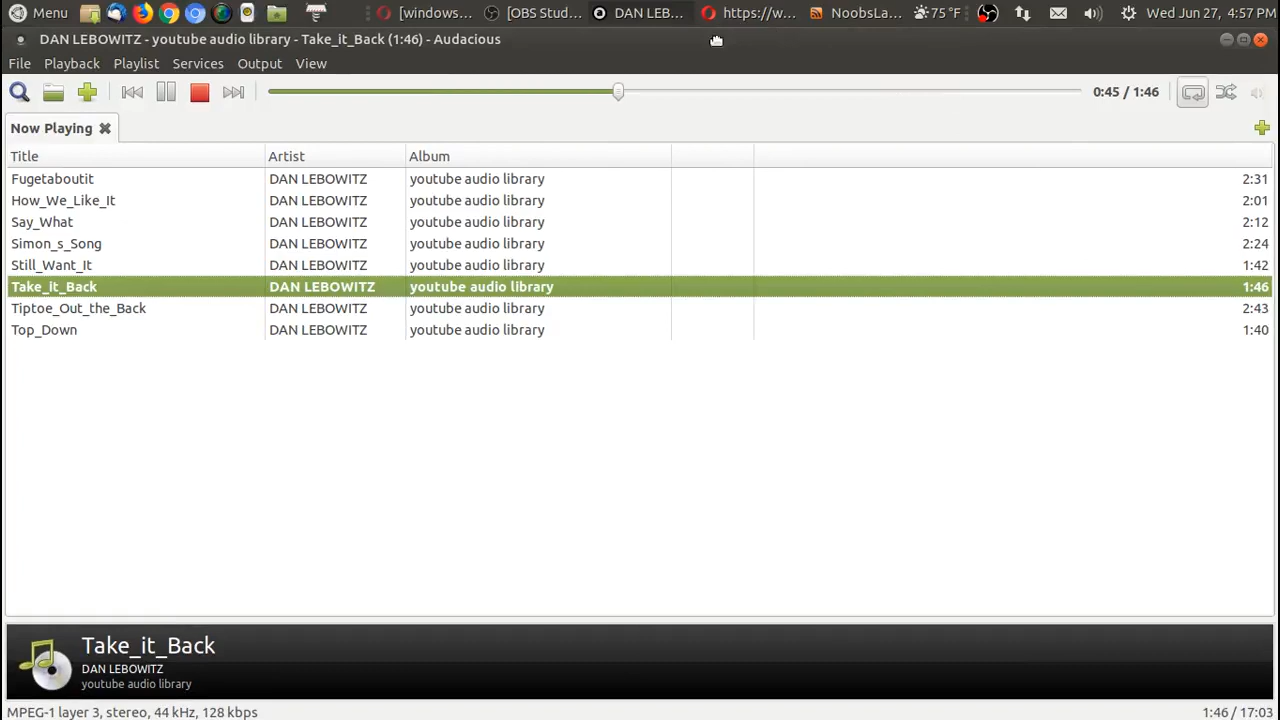 Menu [windows... [OBS Stud... DAN LEB... https://w... NoobsLa... 75°F Wed Jun 27, 4:57 PM
DAN LEBOWITZ - youtube audio library - Take_it_Back (1:46) - Audacious
File Playback Playlist Services Output View
0:45 / 1:46
Now Playing
Title Artist Album
Fugetaboutit DAN LEBOWITZ youtube audio library 2:31
How_We_Like_It DAN LEBOWITZ youtube audio library 2:01
Say_What DAN LEBOWITZ youtube audio library 2:12
Simon_s_Song DAN LEBOWITZ youtube audio library 2:24
Still_Want_It DAN LEBOWITZ youtube audio library 1:42
Take_it_Back DAN LEBOWITZ youtube audio library 1:46
Tiptoe_Out_the_Back DAN LEBOWITZ youtube audio library 2:43
Top_Down DAN LEBOWITZ youtube audio library 1:40
Take_it_Back
DAN LEBOWITZ
youtube audio library
MPEG-1 layer 3, stereo, 44 kHz, 128 kbps 1:46 / 17:03